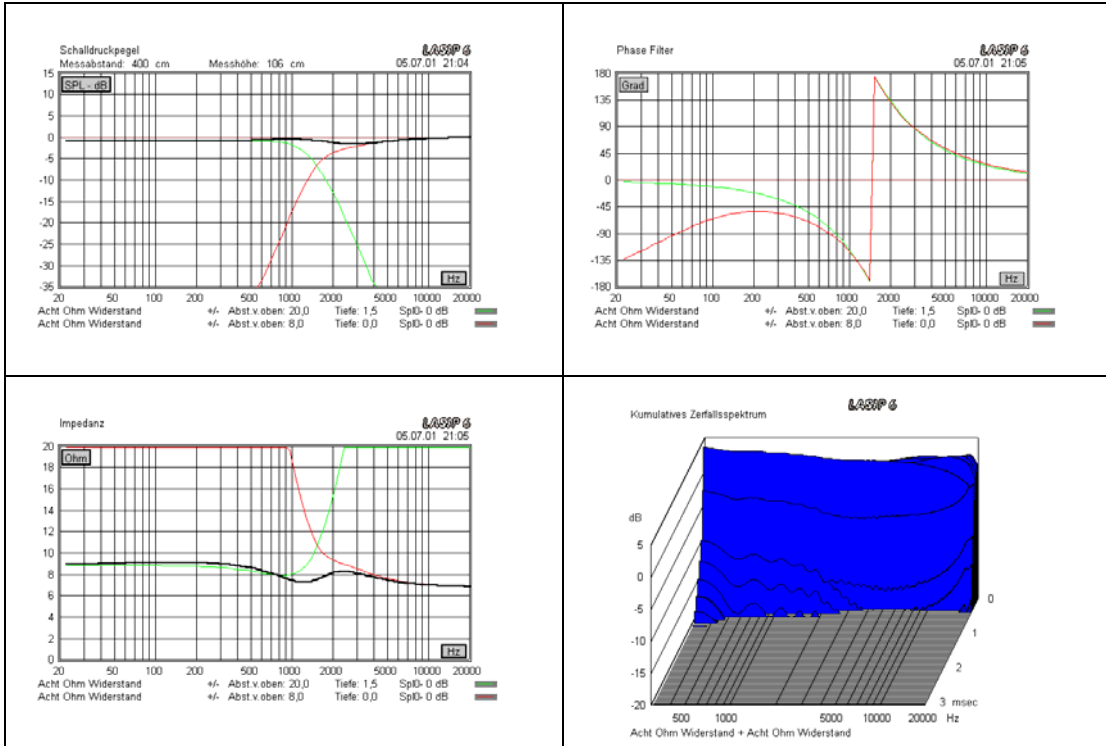 Schalldruckpegel LASIP 6
Messabstand: 400 cm Messhöhe: 106 cm 05.07.01 21:04
15
SPL - dB
10
5
0
-5
-10
-15
-20
-25
-30
-35
Hz
20 50 100 200 500 1000 2000 5000 10000 20000
Acht Ohm Widerstand +/- Abst.v.oben: 20,0 Tiefe: 1,5 Spl0- 0 dB
Acht Ohm Widerstand +/- Abst.v.oben: 8,0 Tiefe: 0,0 Spl0- 0 dB
Phase Filter LASIP 6
05.07.01 21:05
180
Grad
135
90
45
0
-45
-90
-135
-180
Hz
20 50 100 200 500 1000 2000 5000 10000 20000
Acht Ohm Widerstand +/- Abst.v.oben: 20,0 Tiefe: 1,5 Spl0- 0 dB
Acht Ohm Widerstand +/- Abst.v.oben: 8,0 Tiefe: 0,0 Spl0- 0 dB
Impedanz LASIP 6
05.07.01 21:05
20
Ohm
18
16
14
12
10
8
6
4
2
0
Hz
20 50 100 200 500 1000 2000 5000 10000 20000
Acht Ohm Widerstand +/- Abst.v.oben: 20,0 Tiefe: 1,5 Spl0- 0 dB
Acht Ohm Widerstand +/- Abst.v.oben: 8,0 Tiefe: 0,0 Spl0- 0 dB
LASIP 6
Kumulatives Zerfallsspektrum
dB
5
0
-5
-10
-15
-20
0
1
2
3 msec
500 1000 5000 10000 20000 Hz
Acht Ohm Widerstand + Acht Ohm Widerstand